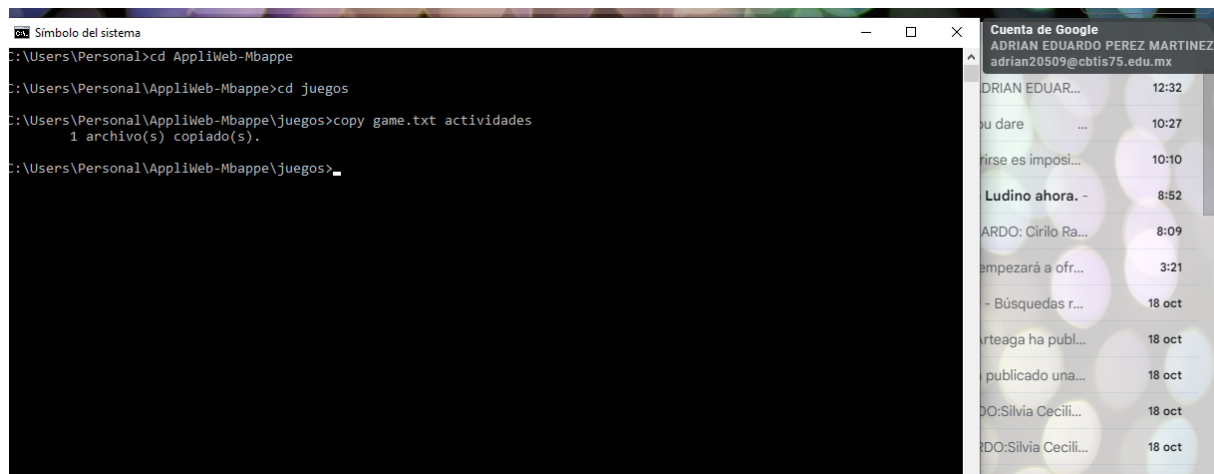 Símbolo del sistema
C:\Users\Personal>cd AppliWeb-Mbappe
C:\Users\Personal\AppliWeb-Mbappe>cd juegos
C:\Users\Personal\AppliWeb-Mbappe\juegos>copy game.txt actividades
1 archivo(s) copiado(s).
C:\Users\Personal\AppliWeb-Mbappe\juegos>
Cuenta de Google
ADRIAN EDUARDO PEREZ MARTINEZ
adrian20509@cbtis75.edu.mx
DRIAN EDUAR... 12:32
ou dare ... 10:27
rirse es imposi... 10:10
Ludino ahora. - 8:52
ARDO: Cirilo Ra... 8:09
empezará a ofr... 3:21
- Búsquedas r... 18 oct
Arteaga ha publ... 18 oct
publicado una... 18 oct
DO:Silvia Cecili... 18 oct
RDO:Silvia Cecili... 18 oct